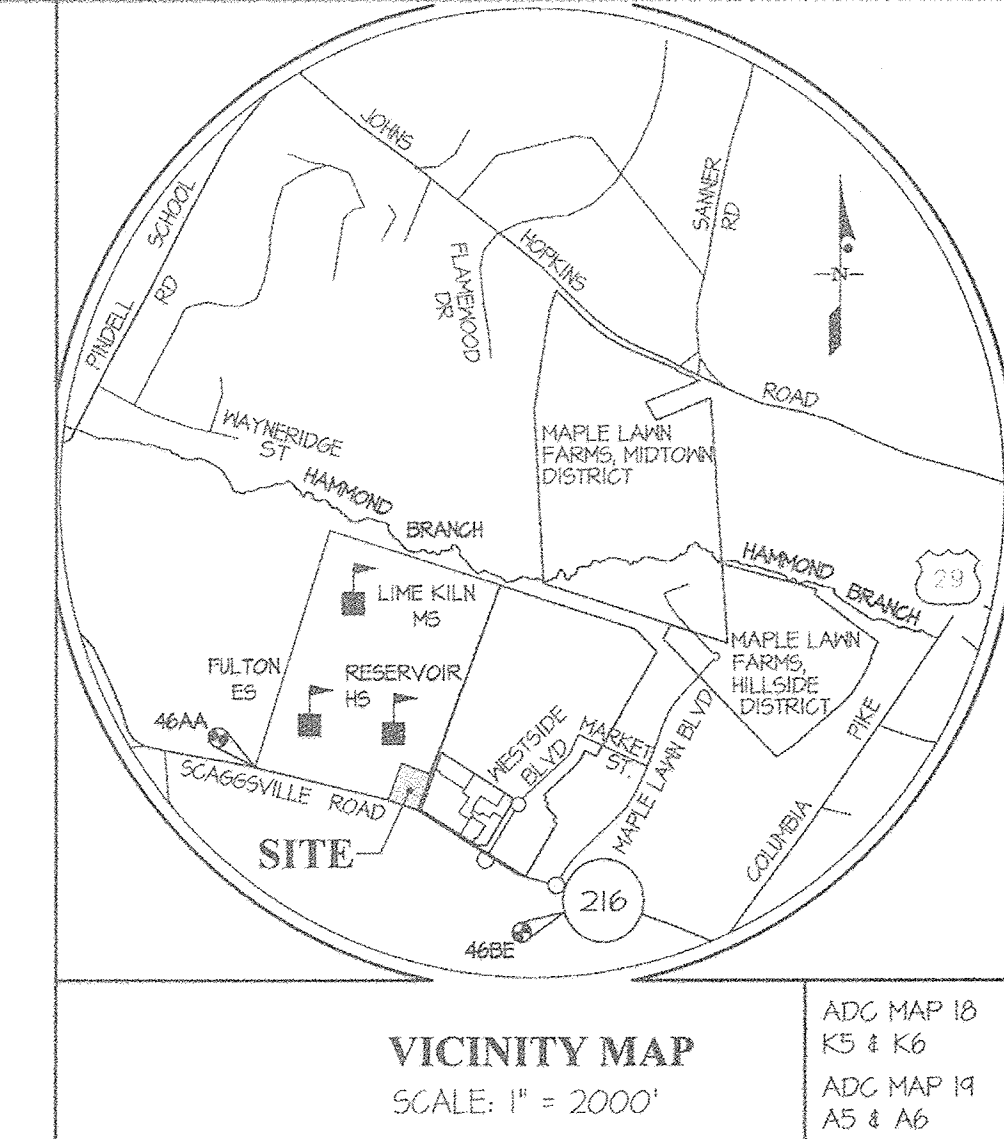 JOHNS
HOPKINS
ROAD
SANNER
RD
PINDELL SCHOOL
RD
FLAMEWOOD
DR
N
WAYNERIDGE
ST
HAMMOND
BRANCH
MAPLE LAWN
FARMS, MIDTOWN
DISTRICT
HAMMOND
BRANCH
29
LIME KILN
MS
FULTON
ES
RESERVOIR
HS
MAPLE LAWN
FARMS,
HILLSIDE
DISTRICT
46AA
SCAGGSVILLE ROAD
WESTSIDE
BLVD
MARKET
ST.
MAPLE LAWN BLVD
COLUMBIA PIKE
SITE
216
46BE
VICINITY MAP
SCALE: 1" = 2000'
ADC MAP 18
K5 & K6
ADC MAP 19
A5 & A6